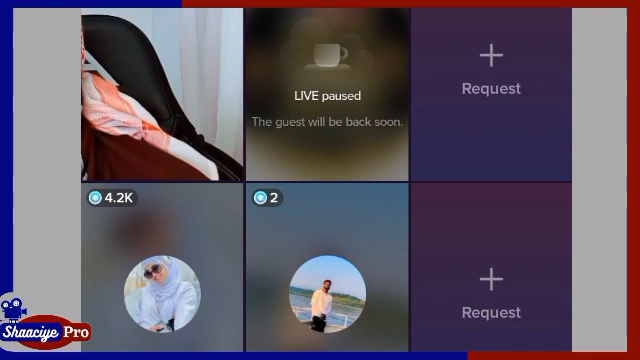 LIVE paused
Request
The guest will be back soon.
4.2K
2
Request
Shaaciye Pro